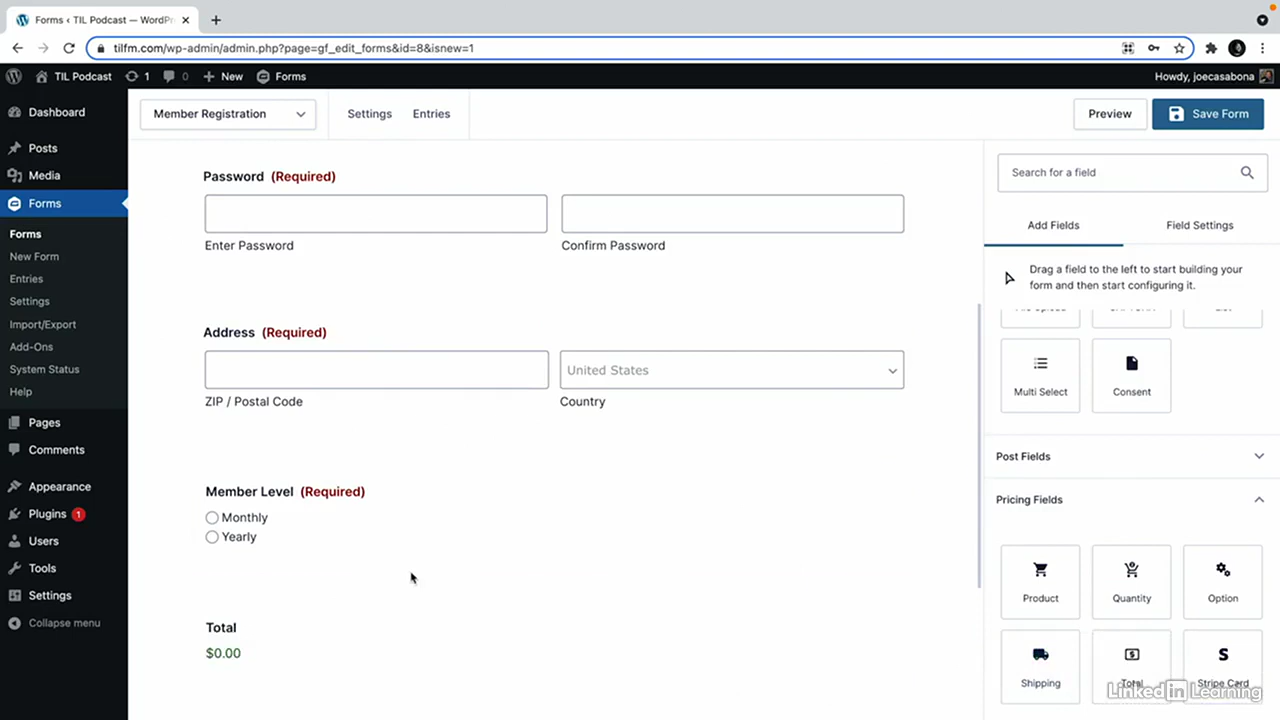 Forms ‹ TIL Podcast — WordPr
tilfm.com/wp-admin/admin.php?page=gf_edit_forms&id=8&isnew=1
TIL Podcast
1
0
New
Forms
Howdy, joecasabona
Dashboard
Posts
Media
Forms
Forms
New Form
Entries
Settings
Import/Export
Add-Ons
System Status
Help
Pages
Comments
Appearance
Plugins 1
Users
Tools
Settings
Collapse menu
Member Registration
Settings
Entries
Preview
Save Form
Password (Required)
Enter Password
Confirm Password
Address (Required)
United States
ZIP / Postal Code
Country
Member Level (Required)
Monthly
Yearly
Total
$0.00
Search for a field
Add Fields
Field Settings
Drag a field to the left to start building your
form and then start configuring it.
Multi Select
Consent
Post Fields
Pricing Fields
Product
Quantity
Option
Shipping
Total
Stripe Card
LinkedIn Learning